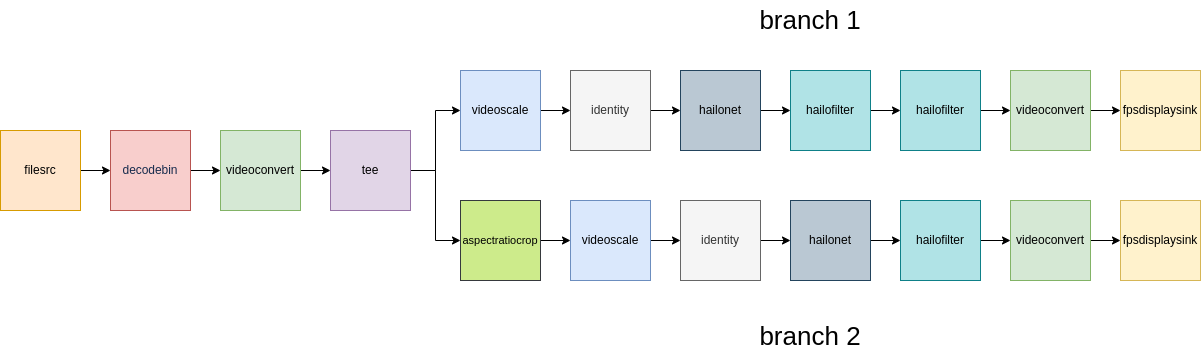 branch 1
videoscale
identity
hailonet
hailofilter
hailofilter
videoconvert
fpsdisplaysink
filesrc
decodebin
videoconvert
tee
aspectratiocrop
videoscale
identity
hailonet
hailofilter
videoconvert
fpsdisplaysink
branch 2